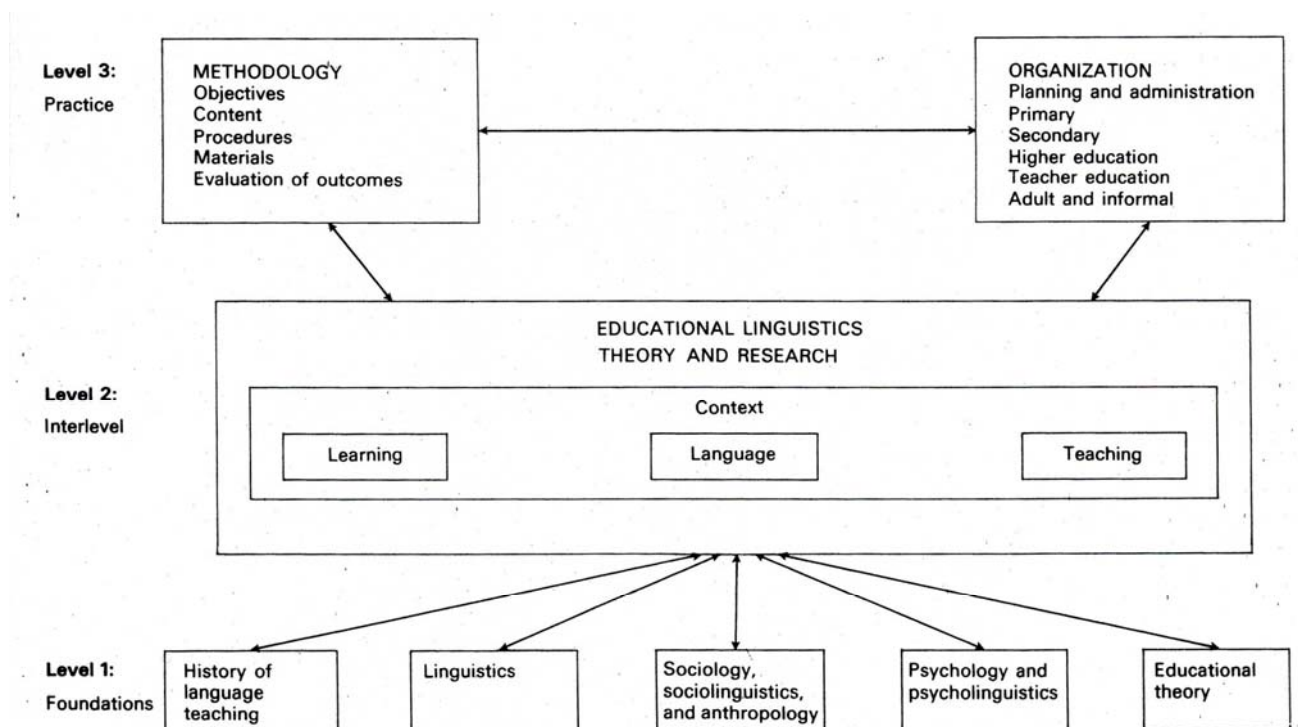 Level 3:
Practice
METHODOLOGY
Objectives
Content
Procedures
Materials
Evaluation of outcomes
ORGANIZATION
Planning and administration
Primary
Secondary
Higher education
Teacher education
Adult and informal
Level 2:
Interlevel
EDUCATIONAL LINGUISTICS
THEORY AND RESEARCH
Context
Learning
Language
Teaching
Level 1:
Foundations
History of
language
teaching
Linguistics
Sociology,
sociolinguistics,
and anthropology
Psychology and
psycholinguistics
Educational
theory